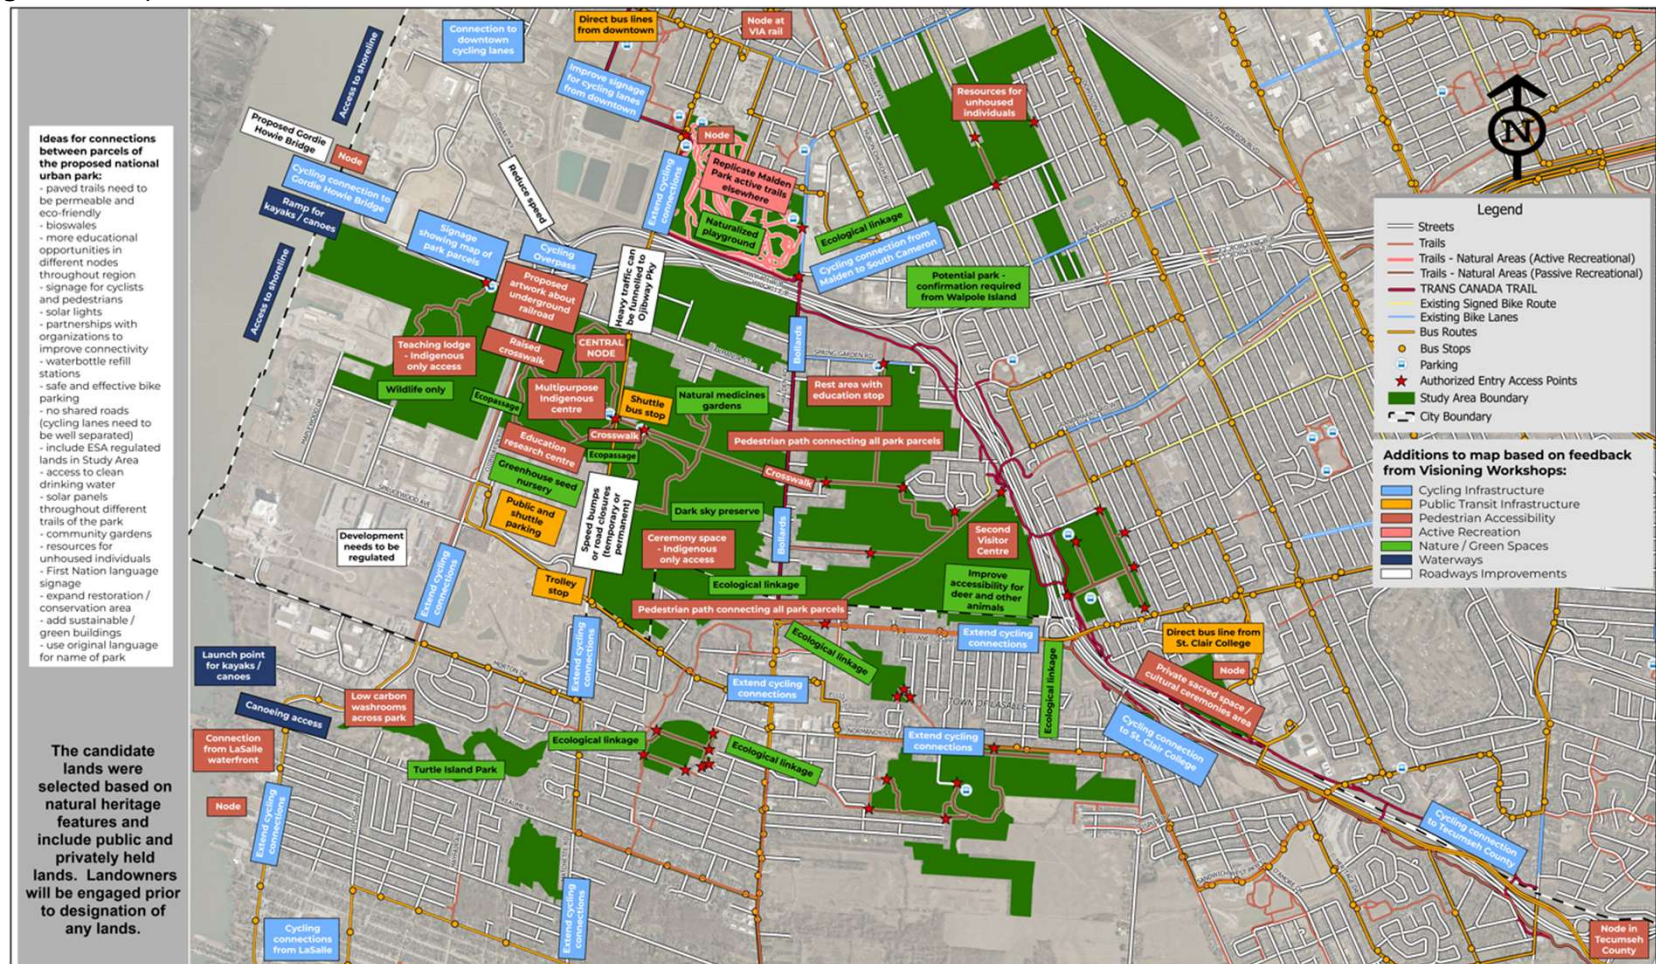 Ideas for connections
between parcels of
the proposed national
urban park:
- paved trails need to
be permeable and
eco-friendly
- bioswales
- more educational
opportunities in
different nodes
throughout region
- signage for cyclists
and pedestrians
- solar lights
- partnerships with
organizations to
improve connectivity
- waterbottle refill
stations
- safe and effective bike
parking
- no shared roads
(cycling lanes need to
be well separated)
- include ESA regulated
lands in Study Area
- access to clean
drinking water
- solar panels
throughout different
trails of the park
- community gardens
- resources for
unhoused individuals
- First Nation language
signage
- expand restoration /
conservation area
- add sustainable /
green buildings
- use original language
for name of park
The candidate
lands were
selected based on
natural heritage
features and
include public and
privately held
lands. Landowners
will be engaged prior
to designation of
any lands.
Access to shoreline
Connection to
downtown
cycling lanes
Direct bus lines
from downtown
Node at
VIA rail
Improve signage
for cycling lanes
from downtown
Resources for
unhoused
individuals
Proposed Gordie
Howie Bridge
Node
Cycling connection to
Gordie Howie Bridge
Ramp for
kayaks / canoes
Reduce speed
Extend cycling
connections
Node
Replicate Malden
Park active trails
elsewhere
Naturalized
playground
Ecological linkage
Cycling connection from
Malden to South Cameron
Potential park -
confirmation required
from Walpole Island
Access to shoreline
Signage
showing map of
park parcels
Cycling
Overpass
Proposed
artwork about
underground
railroad
Heavy traffic can
be funnelled to
Ojibway Pky
Teaching lodge
- Indigenous
only access
Raised
crosswalk
CENTRAL
NODE
Bollards
SPRING GARDEN RD
Wildlife only
Ecopassage
Multipurpose
Indigenous
centre
Shuttle
bus stop
Natural medicines
gardens
Rest area with
education stop
Education
research centre
Crosswalk
Ecopassage
Pedestrian path connecting all park parcels
Crosswalk
Greenhouse seed
nursery
Public and
shuttle
parking
Speed bumps
or road closures
(temporary or
permanent)
Dark sky preserve
Bollards
Development
needs to be
regulated
Ceremony space
- Indigenous
only access
Second
Visitor
Centre
Extend cycling
connections
Trolley
stop
Ecological linkage
Improve
accessibility for
deer and other
animals
Pedestrian path connecting all park parcels
Extend cycling
connections
Ecological linkage
Extend cycling
connections
Ecological linkage
Direct bus line from
St. Clair College
Node
Private sacred space /
cultural ceremonies area
Launch point
for kayaks /
canoes
MORTON DR
Extend cycling
connections
TOWN OF LASALLE
Canoeing access
Low carbon
washrooms
across park
Connection
from LaSalle
waterfront
Ecological linkage
Ecological linkage
Extend cycling
connections
Cycling connection
to St. Clair College
Turtle Island Park
Node
Extend cycling
connections
Cycling connection
to Tecumseh County
Extend cycling
connections
Cycling
connections
from LaSalle
Node in
Tecumseh
County
N
Legend
Streets
Trails
Trails - Natural Areas (Active Recreational)
Trails - Natural Areas (Passive Recreational)
TRANS CANADA TRAIL
Existing Signed Bike Route
Existing Bike Lanes
Bus Routes
Bus Stops
Parking
Authorized Entry Access Points
Study Area Boundary
City Boundary
Additions to map based on feedback
from Visioning Workshops:
Cycling Infrastructure
Public Transit Infrastructure
Pedestrian Accessibility
Active Recreation
Nature / Green Spaces
Waterways
Roadways Improvements